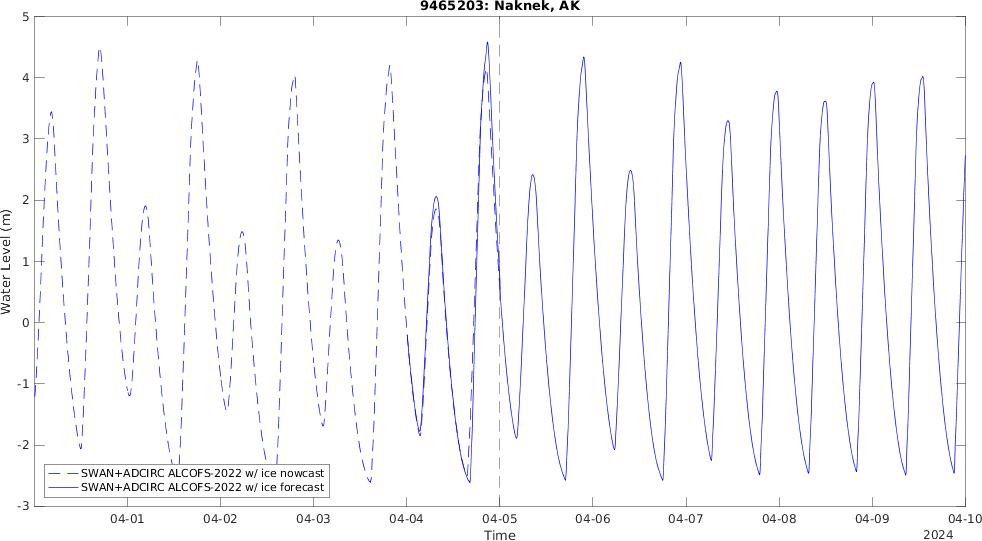 9465203: Naknek, AK
5
4
3
2
1
0
-1
-2
-3
Water Level (m)
SWAN+ADCIRC ALCOFS-2022 w/ ice nowcast
SWAN+ADCIRC ALCOFS-2022 w/ ice forecast
04-01 04-02 04-03 04-04 04-05 04-06 04-07 04-08 04-09 04-10
Time
2024